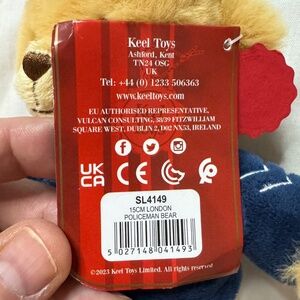 Keel Toys
Ashford, Kent
TN24 OSG
UK
Tel: +44 (0) 1233 506363
www.keeltoys.com
EU AUTHORISED REPRESENTATIVE,
VULCAN CONSULTING, 38/39 FITZWILLIAM
SQUARE WEST, DUBLIN 2, D02 NX53, IRELAND
UK
CA
CE
SL4149
15CM LONDON
POLICEMAN BEAR
5 027148 041493
©2023 Keel Toys Limited. All rights reserved.